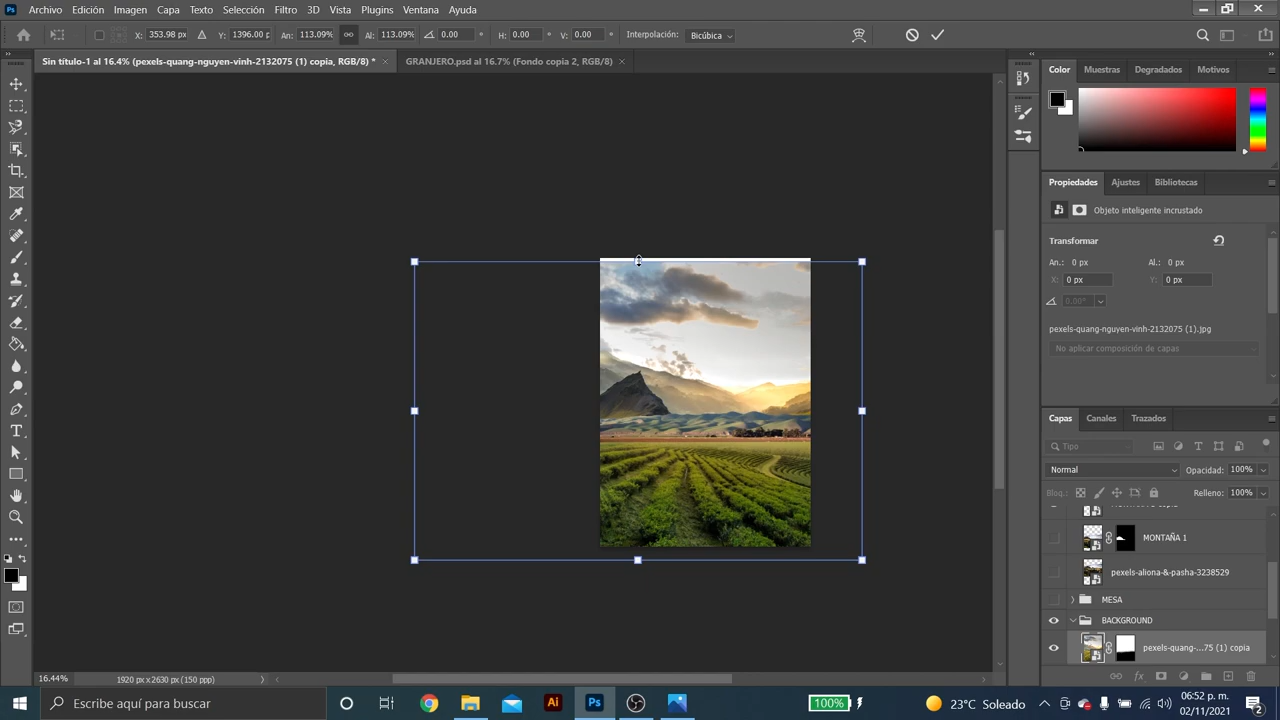 Ps Archivo Edición Imagen Capa Texto Selección Filtro 3D Vista Plugins Ventana Ayuda
X: 353.98 px Y: 1396.00 p An: 113.09% Al: 113.09% 0.00 ° H: 0.00 ° V: 0.00 ° Interpolación: Bicúbica
Sin título-1 al 16.4% (pexels-quang-nguyen-vinh-2132075 (1) copia, RGB/8) * × GRANJERO.psd al 16.7% (Fondo copia 2, RGB/8) ×
Color Muestras Degradados Motivos
Propiedades Ajustes Bibliotecas
Objeto inteligente incrustado
Transformar
An.: 0 px Al.: 0 px
X: 0 px Y: 0 px
0.00°
pexels-quang-nguyen-vinh-2132075 (1).jpg
No aplicar composición de capas
Capas Canales Trazados
Tipo
Normal Opacidad: 100%
Bloq.: Relleno: 100%
MONTAÑA 1
pexels-aliona-&-pasha-3238529
MESA
BACKGROUND
pexels-quang-...75 (1) copia
16.44% 1920 px x 2630 px (150 ppp)
Escribe aquí para buscar
Ai Ps
100%
23°C Soleado
06:52 p. m.
02/11/2021
2